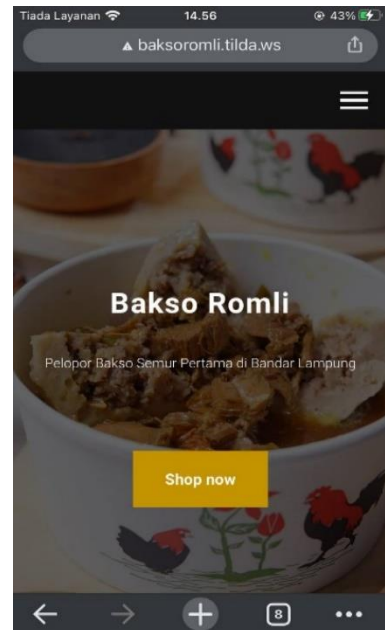 Tiada Layanan 14.56 43%
baksoromli.tilda.ws
Bakso Romli
Pelopor Bakso Semur Pertama di Bandar Lampung
Shop now
8